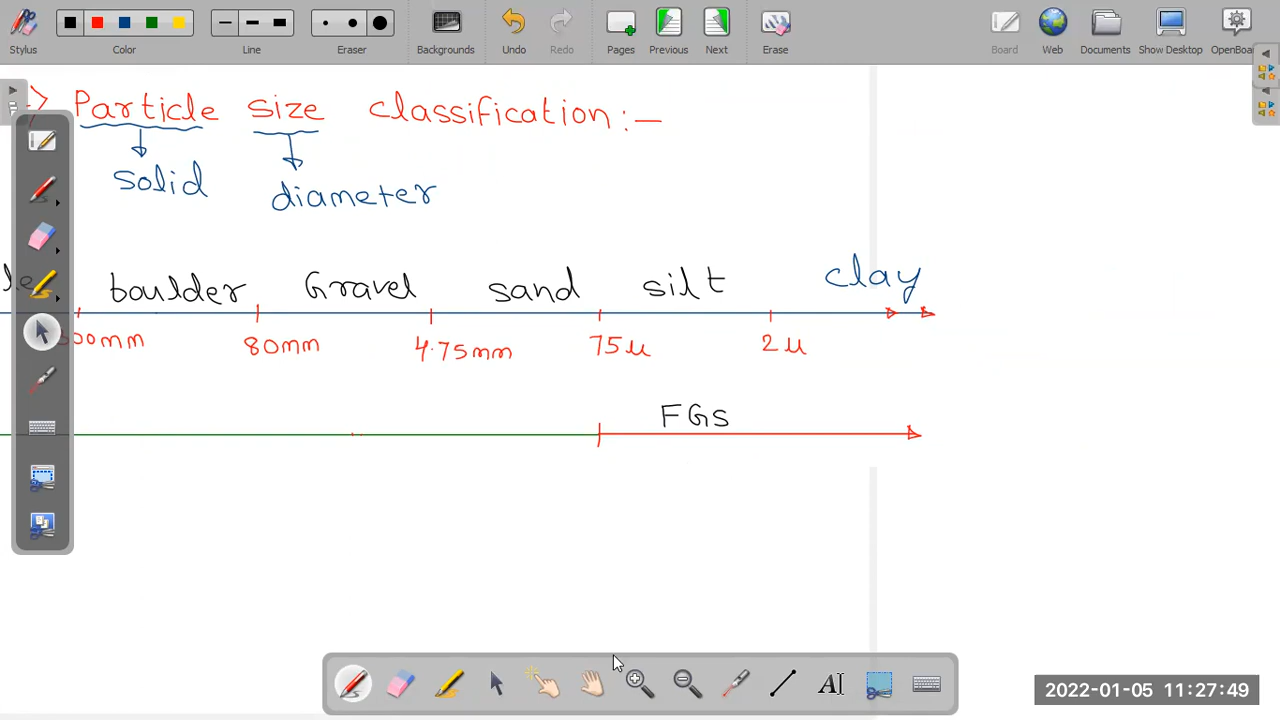 Stylus Color Line Eraser Backgrounds Undo Redo Pages Previous Next Erase Board Web Documents Show Desktop OpenBoard
Particle size classification:-
solid diameter
boulder Gravel sand silt clay
80mm 4.75mm 75μ 2μ
FGS
AI
2022-01-05 11:27:49